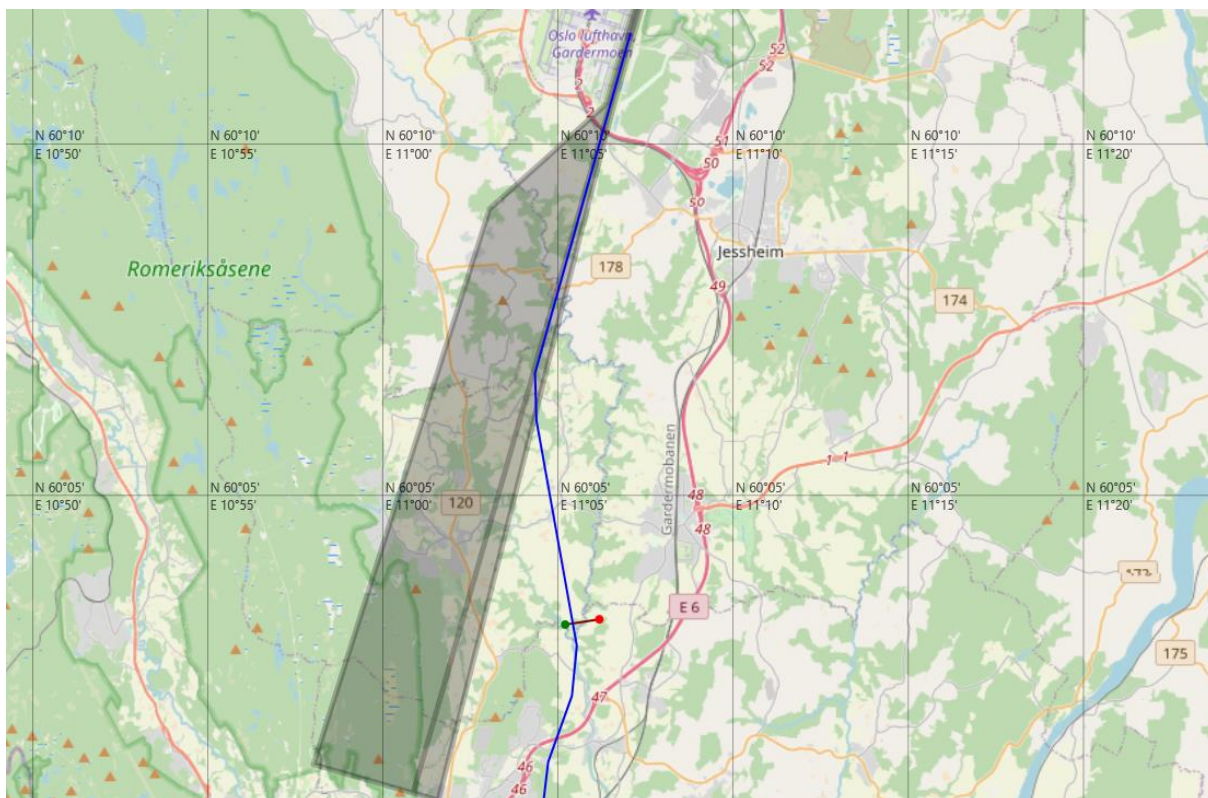 Oslo lufthavn,
Gardermoen
52
52
2
2
N 60°10'
E 10°50'
N 60°10'
E 10°55'
N 60°10'
E 11°00'
N 60°10'
E 11°05'
51
N 60°10'
E 11°10'
N 60°10'
E 11°15'
N 60°10'
E 11°20'
50
50
Jessheim
Romeriksåsene
178
49
174
Gardermobanen
1 1
N 60°05'
E 10°50'
N 60°05'
E 10°55'
N 60°05'
E 11°00'
N 60°05'
E 11°05'
48
N 60°05'
E 11°10'
N 60°05'
E 11°15'
N 60°05'
E 11°20'
120
48
E 6
175
47
46
46